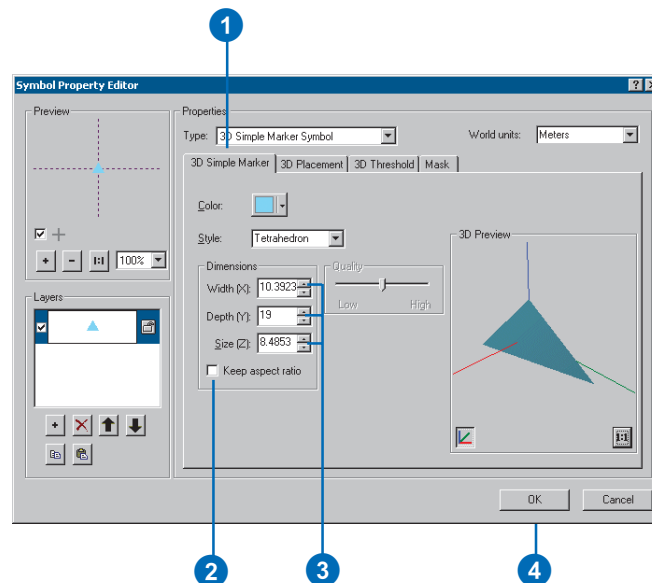 1
Symbol Property Editor
Preview
100%
1:1
Layers
Properties
Type: 3D Simple Marker Symbol
World units: Meters
3D Simple Marker 3D Placement 3D Threshold Mask
Color:
Style: Tetrahedron
Dimensions
Width (X): 10.3923
Depth (Y): 19
Size (Z): 8.4853
Keep aspect ratio
Quality
Low High
3D Preview
1:1
OK Cancel
2 3 4